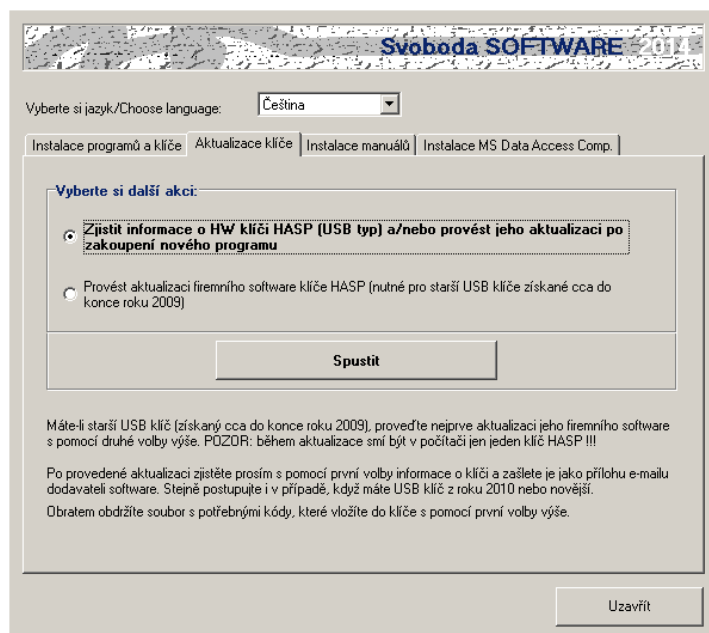 Svoboda SOFTWARE 2014
Vyberte si jazyk/Choose language: Čeština
Instalace programů a klíče Aktualizace klíče Instalace manuálů Instalace MS Data Access Comp.
Vyberte si další akci:
Zjistit informace o HW klíči HASP (USB typ) a/nebo provést jeho aktualizaci po
zakoupení nového programu
Provést aktualizaci firemního software klíče HASP (nutné pro starší USB klíče získané cca do
konce roku 2009)
Spustit
Máte-li starší USB klíč (získaný cca do konce roku 2009), proveďte nejprve aktualizaci jeho firemního software
s pomocí druhé volby výše. POZOR: během aktualizace smí být v počítači jen jeden klíč HASP !!!
Po provedené aktualizaci zjistěte prosím s pomocí první volby informace o klíči a zašlete je jako přílohu e-mailu
dodavateli software. Stejně postupujte i v případě, když máte USB klíč z roku 2010 nebo novější.
Obratem obdržíte soubor s potřebnými kódy, které vložíte do klíče s pomocí první volby výše.
Uzavřít